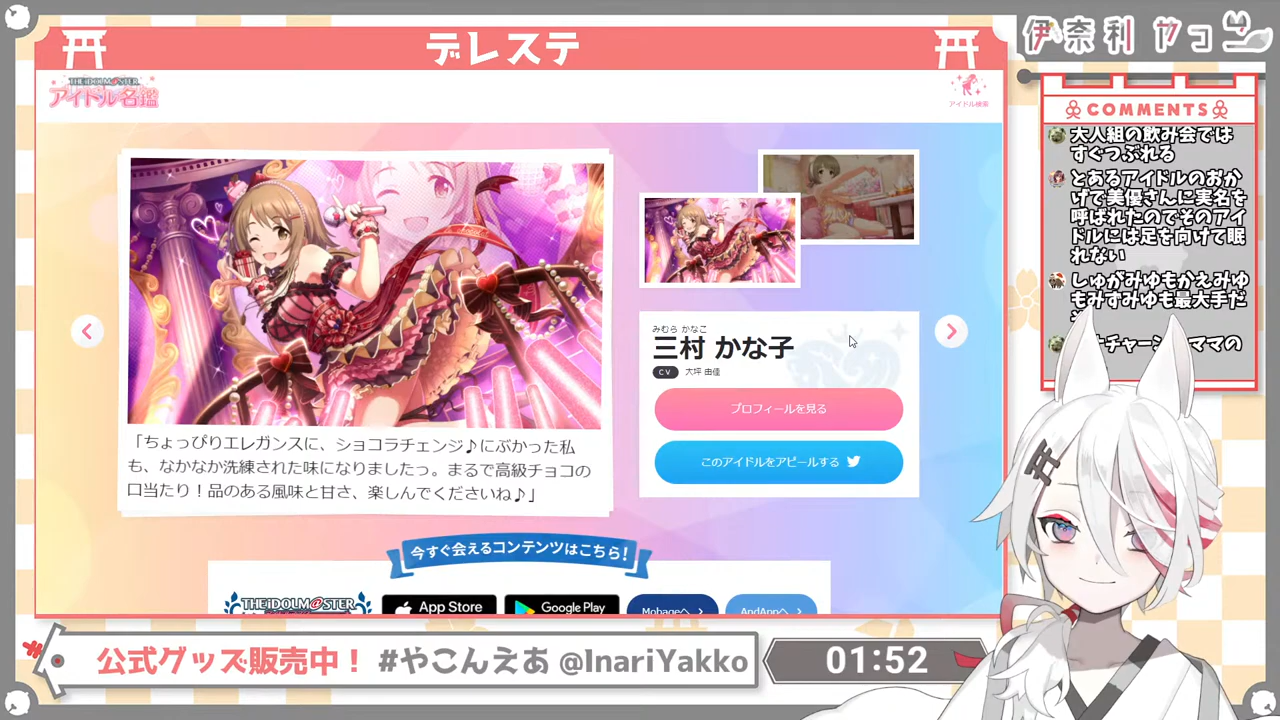 デレステ
伊奈利 ヤコ
THE IDOLM@STER
アイドル名鑑
アイドル検索
COMMENTS
大人組の飲み会では
すぐつぶれる
とあるアイドルのおか
げで美優さんに実名を
呼ばれたのでそのアイ
ドルには足を向けて眠
れない
しゅがみゆもかえみゆ
もみずみゆも最大手だ
ママの
みむら かなこ
三村 かな子
CV 大坪 由佳
プロフィールを見る
このアイドルをアピールする
「ちょっぴりエレガンスに、ショコラチェンジ♪にぶかった私
も、なかなか洗練された味になりましたっ。まるで高級チョコの
口当たり！品のある風味と甘さ、楽しんでくださいね♪」
今すぐ会えるコンテンツはこちら!
THE IDOLM@STER
App Store
Google Play
Mobageへ
AndAppへ
公式グッズ販売中！ #やこんえあ @InariYakko
01:52